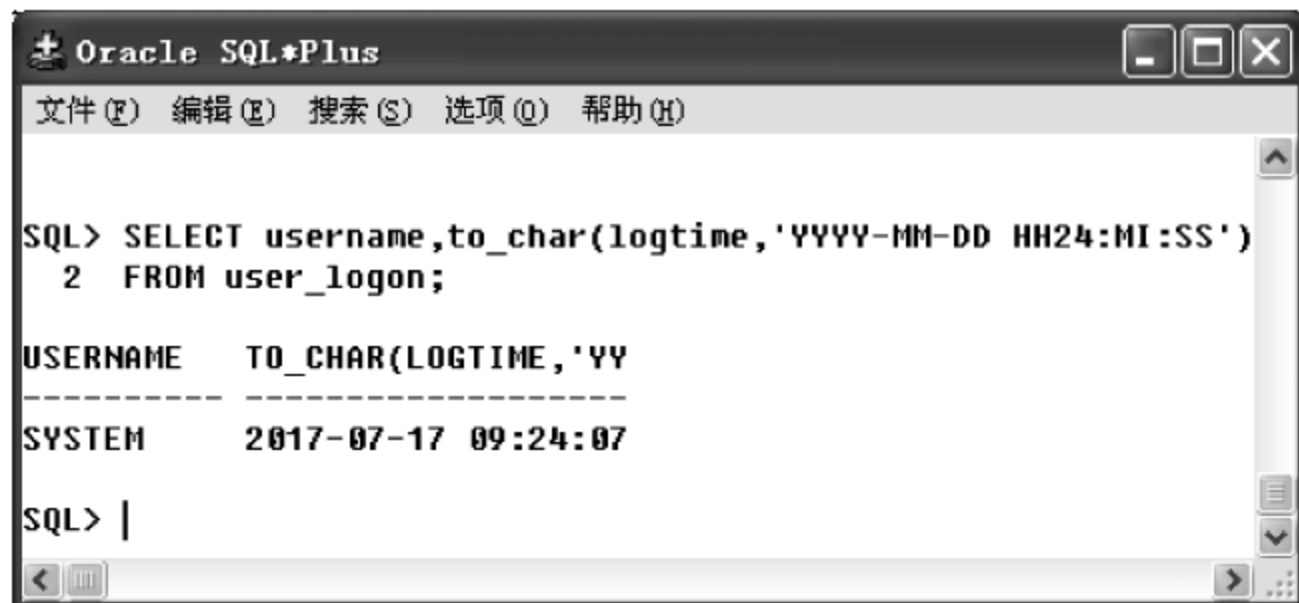 Oracle SQL*Plus
文件(F) 编辑(E) 搜索(S) 选项(O) 帮助(H)
SQL> SELECT username,to_char(logtime,'YYYY-MM-DD HH24:MI:SS')
2 FROM user_logon;
USERNAME TO_CHAR(LOGTIME,'YY
---------- -------------------
SYSTEM 2017-07-17 09:24:07
SQL>